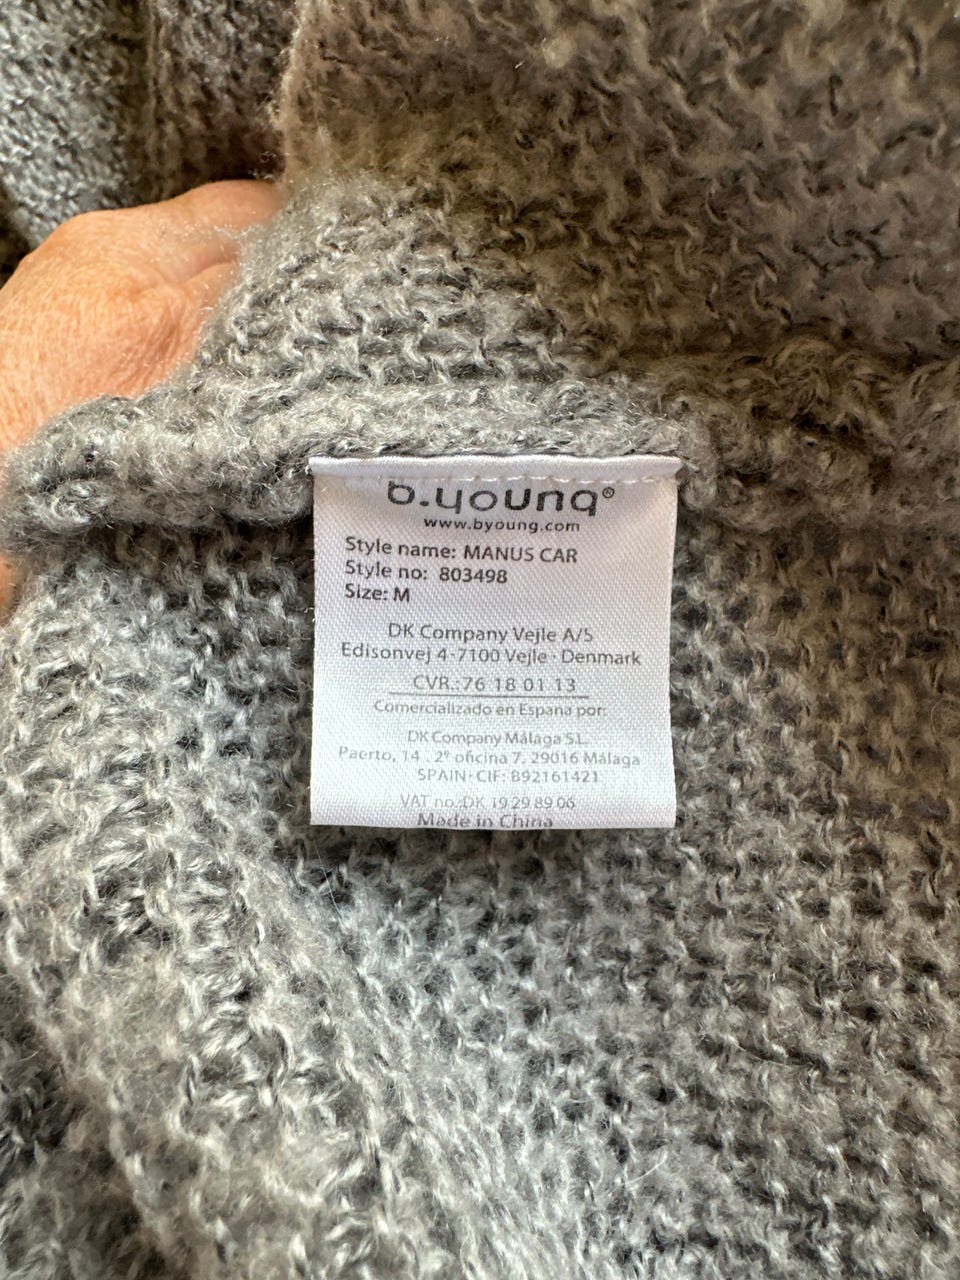 b.young®
www.byoung.com
Style name: MANUS CAR
Style no: 803498
Size: M
DK Company Vejle A/S
Edisonvej 4-7100 Vejle · Denmark
CVR.: 76 18 01 13
Comercializado en Espana por:
DK Company Málaga S.L.
Paerto, 14 . 2º oficina 7. 29016 Málaga
SPAIN · CIF: B92161421
VAT no.:DK 19 29 89 06
Made in China